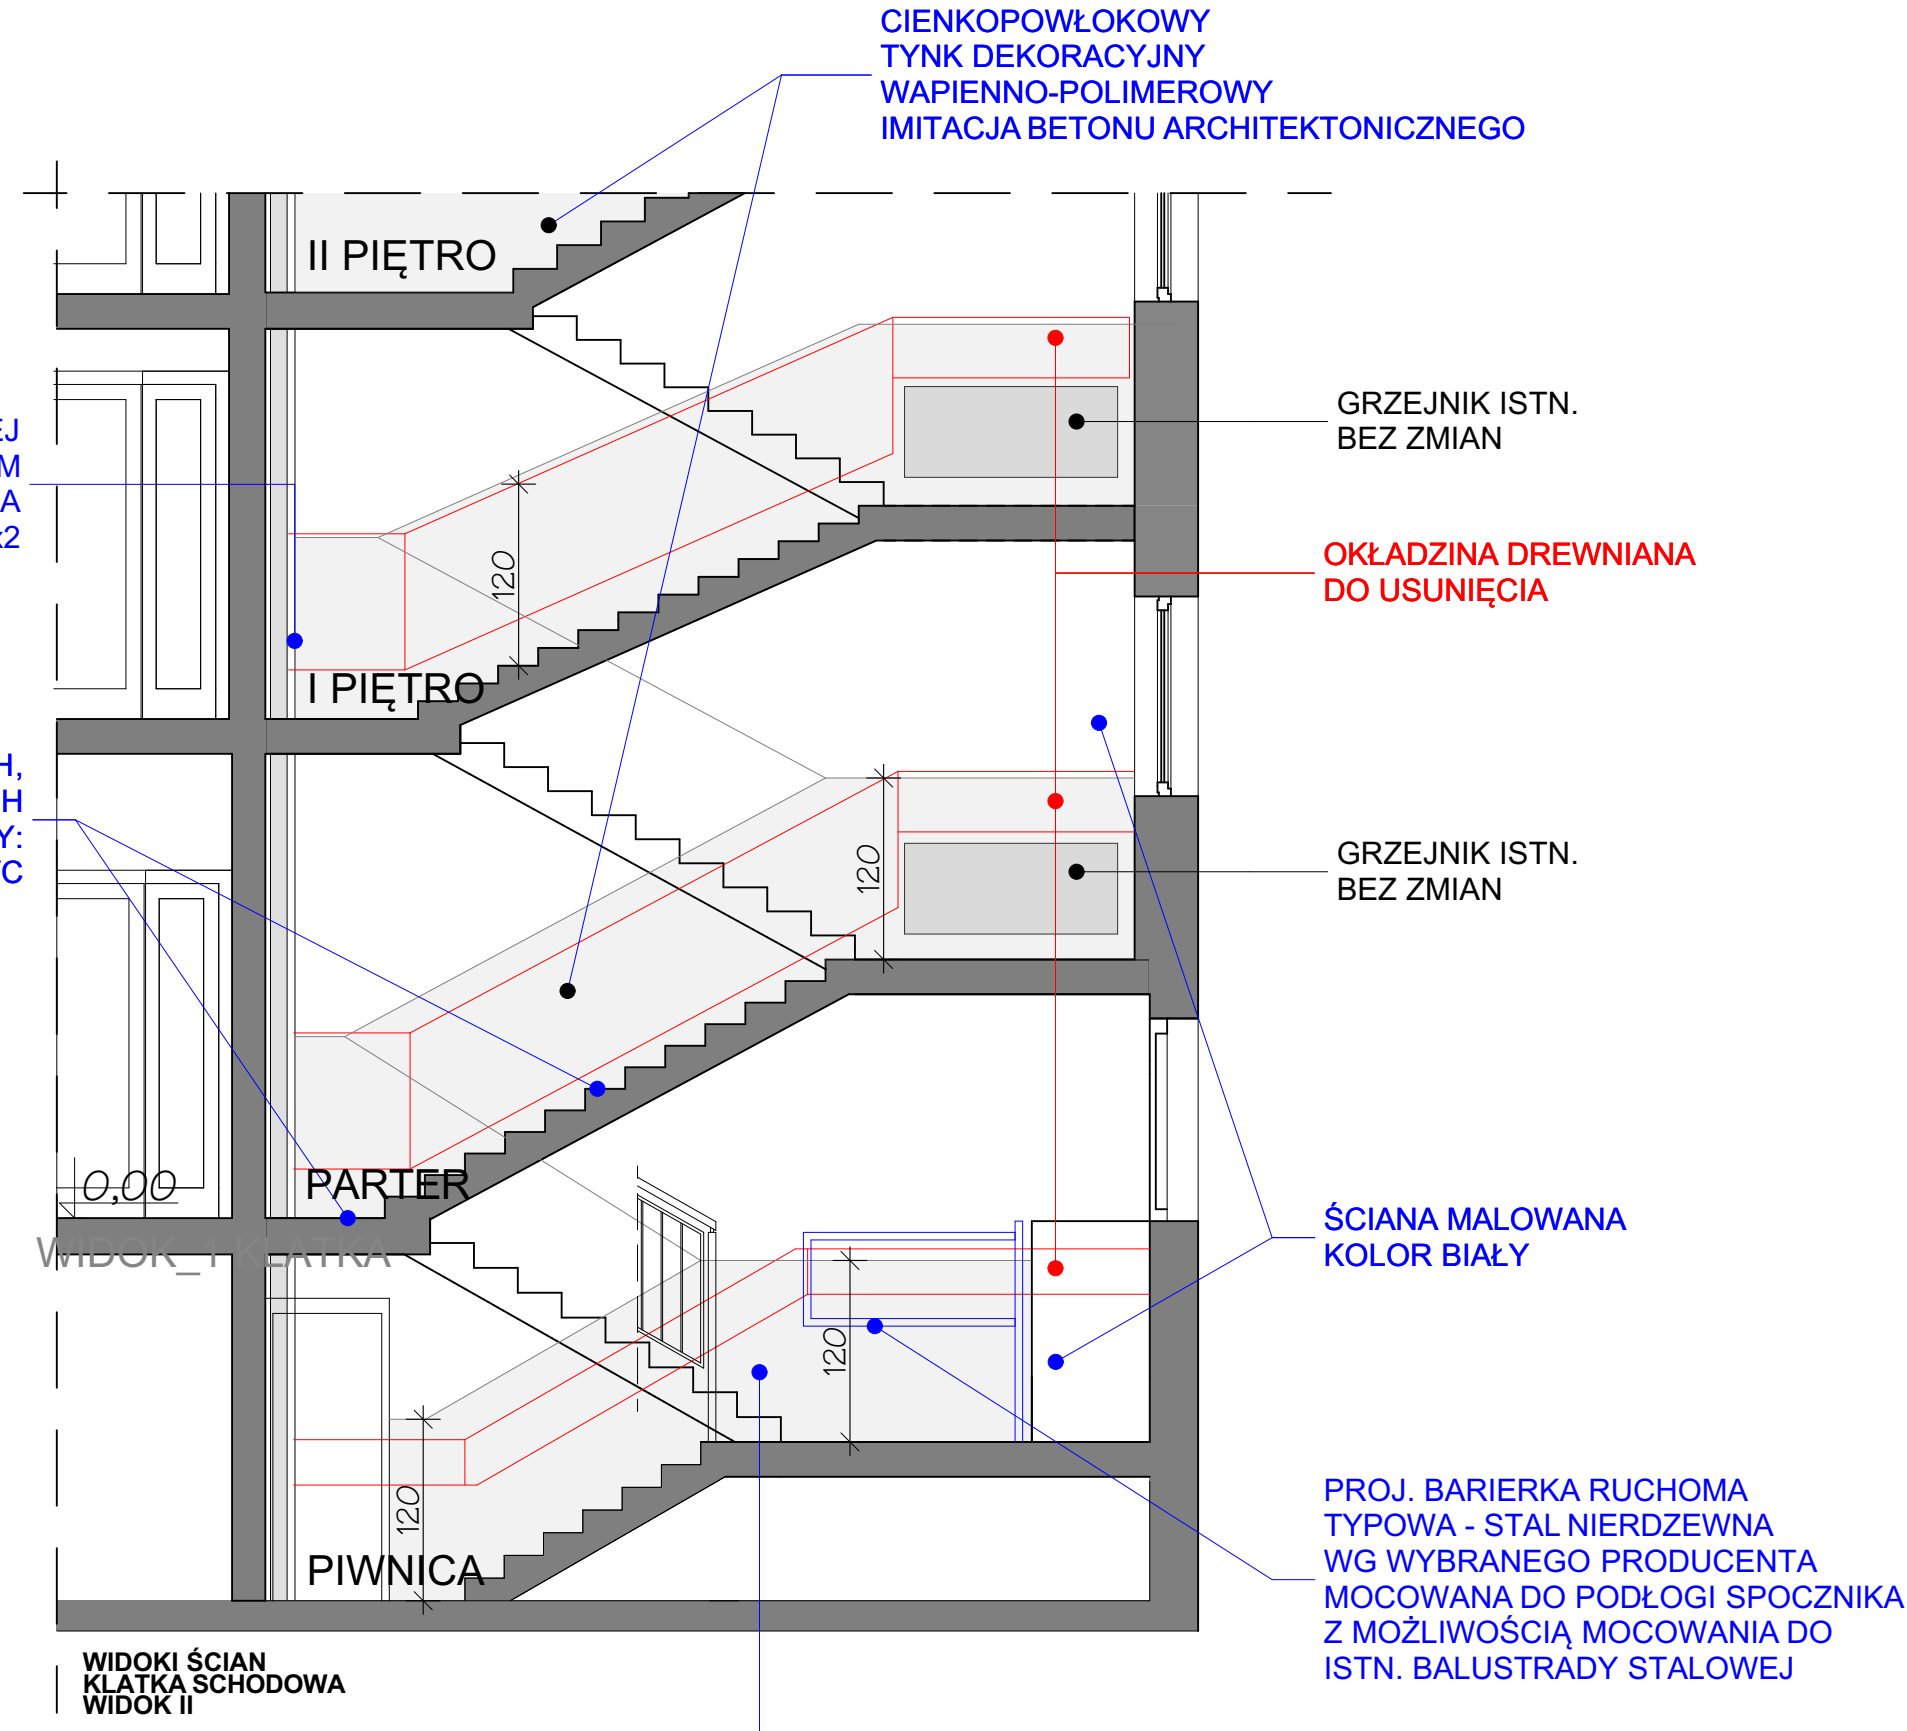 CIENKOPOWŁOKOWY
TYNK DEKORACYJNY
WAPIENNO-POLIMEROWY
IMITACJA BETONU ARCHITEKTONICZNEGO
II PIĘTRO
GRZEJNIK ISTN.
BEZ ZMIAN
M
A
x2
120
OKŁADZINA DREWNIANA
DO USUNIĘCIA
I PIĘTRO
H,
H
Y:
C
120
GRZEJNIK ISTN.
BEZ ZMIAN
0,00
PARTER
WIDOK_1 KLATKA
ŚCIANA MALOWANA
KOLOR BIAŁY
120
120
PIWNICA
PROJ. BARIERKA RUCHOMA
TYPOWA - STAL NIERDZEWNA
WG WYBRANEGO PRODUCENTA
MOCOWANA DO PODŁOGI SPOCZNIKA
Z MOŻLIWOŚCIĄ MOCOWANIA DO
ISTN. BALUSTRADY STALOWEJ
WIDOKI ŚCIAN
KLATKA SCHODOWA
WIDOK II